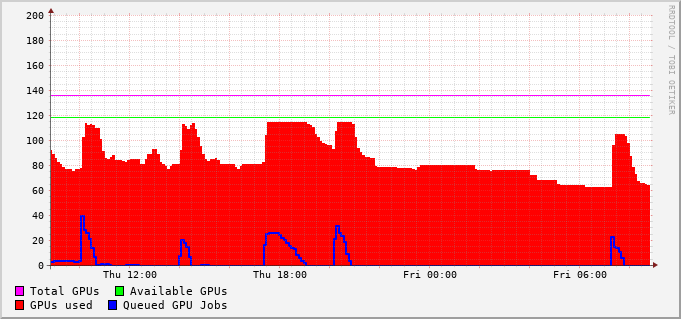 200
180
160
140
120
100
80
60
40
20
0
Thu 12:00 Thu 18:00 Fri 00:00 Fri 06:00
Total GPUs Available GPUs
GPUs used Queued GPU Jobs
RRDTOOL / TOBI OETIKER